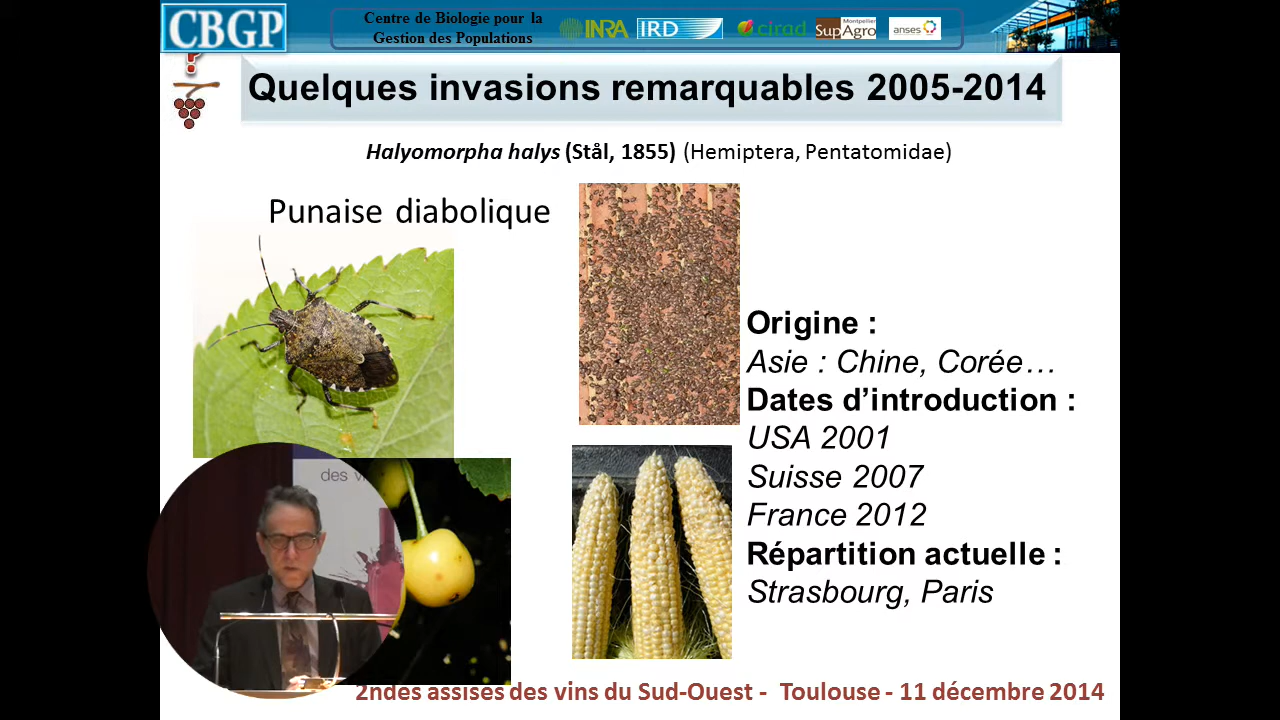 CBGP
Centre de Biologie pour la
Gestion des Populations
INRA
IRD
cirad
Montpellier
SupAgro
anses
?
Quelques invasions remarquables 2005-2014
Halyomorpha halys (Stål, 1855) (Hemiptera, Pentatomidae)
Punaise diabolique
Origine :
Asie : Chine, Corée…
Dates d’introduction :
USA 2001
Suisse 2007
France 2012
Répartition actuelle :
Strasbourg, Paris
des
2ndes assises des vins du Sud-Ouest - Toulouse - 11 décembre 2014